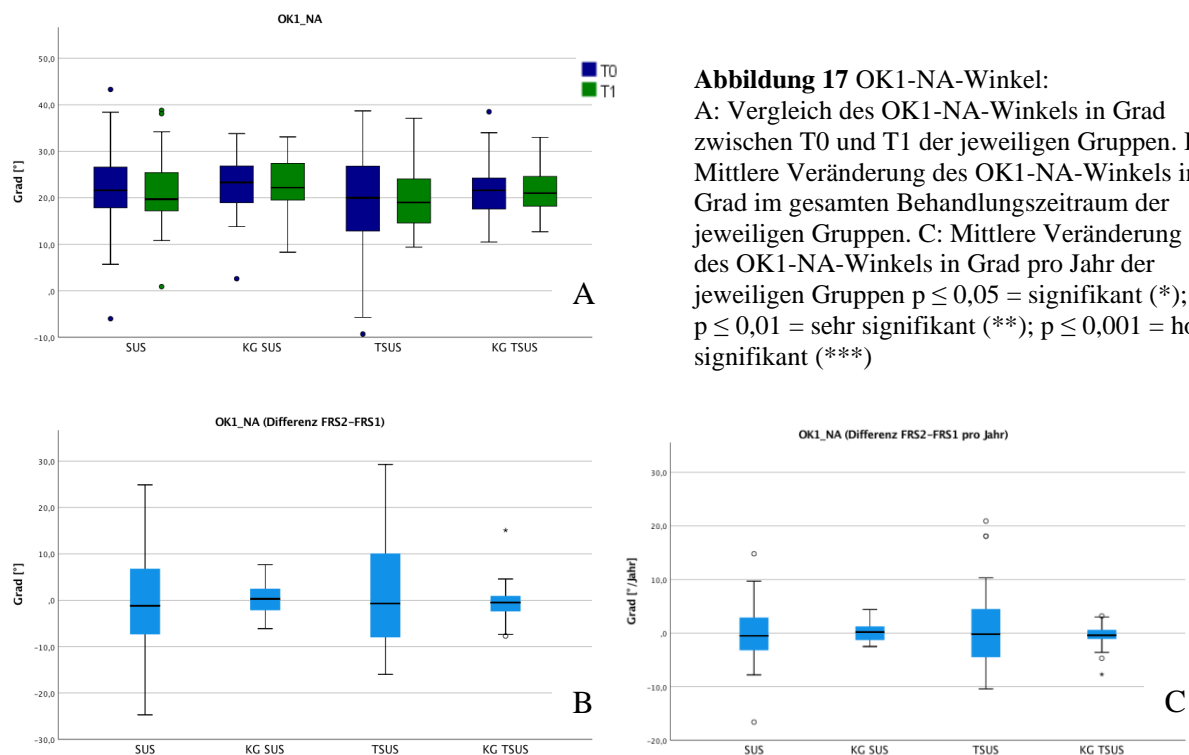 OK1_NA
50,0
40,0
30,0
20,0
10,0
,0
-10,0
Grad [°]
SUS KG SUS TSUS KG TSUS
T0
T1
A
Abbildung 17 OK1-NA-Winkel:
A: Vergleich des OK1-NA-Winkels in Grad
zwischen T0 und T1 der jeweiligen Gruppen.
Mittlere Veränderung des OK1-NA-Winkels in
Grad im gesamten Behandlungszeitraum der
jeweiligen Gruppen. C: Mittlere Veränderung
des OK1-NA-Winkels in Grad pro Jahr der
jeweiligen Gruppen p ≤ 0,05 = signifikant (*);
p ≤ 0,01 = sehr signifikant (**); p ≤ 0,001 =
signifikant (***)
OK1_NA (Differenz FRS2-FRS1)
30,0
20,0
10,0
,0
-10,0
-20,0
-30,0
Grad [°]
SUS KG SUS TSUS KG TSUS
B
OK1_NA (Differenz FRS2-FRS1 pro Jahr)
30,0
20,0
10,0
,0
-10,0
-20,0
Grad [°/Jahr]
SUS KG SUS TSUS KG TSUS
C